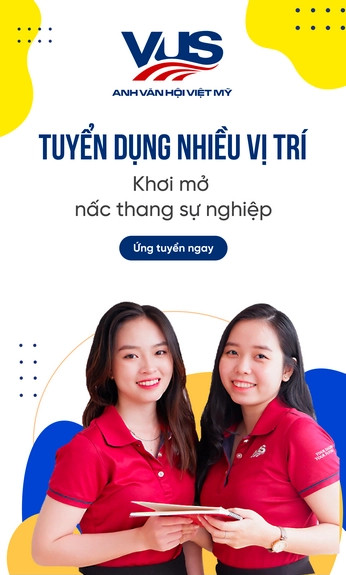 VUS
ANH VĂN HỘI VIỆT MỸ
TUYỂN DỤNG NHIỀU VỊ TRÍ
Khơi mở
nấc thang sự nghiệp
Ứng tuyển ngay
VUS